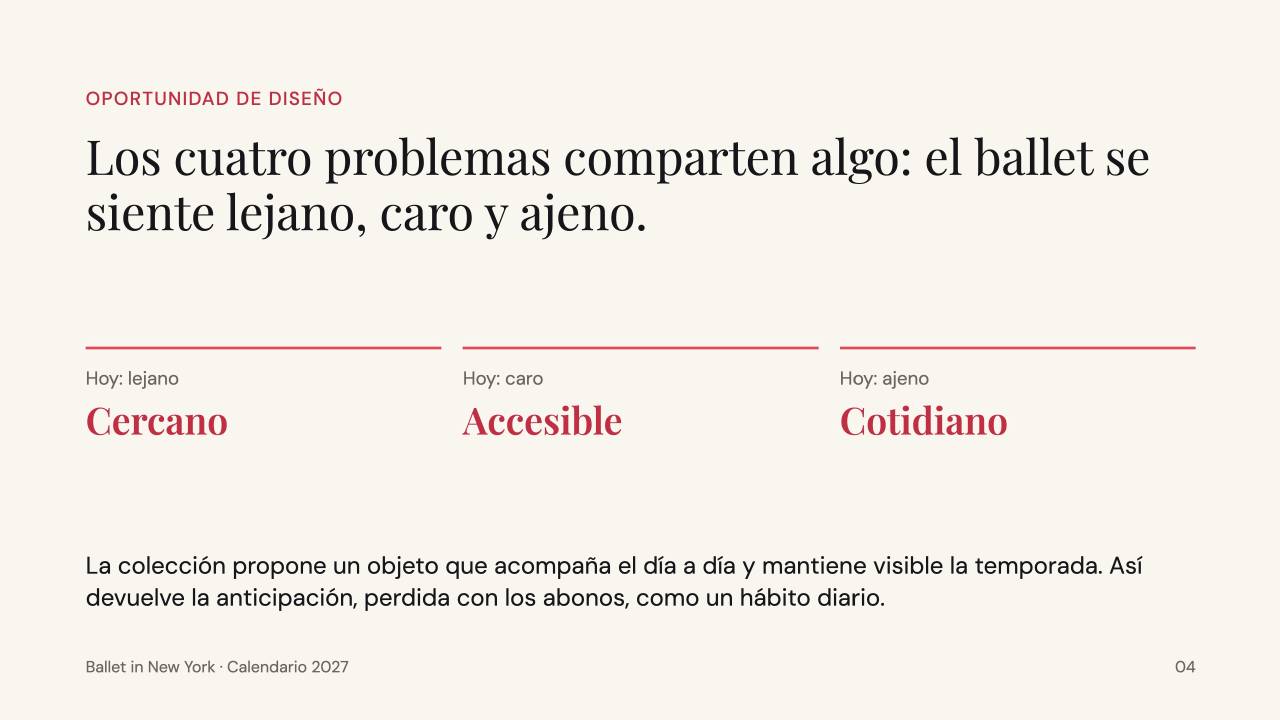 OPORTUNIDAD DE DISEÑO
Los cuatro problemas comparten algo: el ballet se
siente lejano, caro y ajeno.
Hoy: lejano
Cercano
Hoy: caro
Accesible
Hoy: ajeno
Cotidiano
La colección propone un objeto que acompaña el día a día y mantiene visible la temporada. Así
devuelve la anticipación, perdida con los abonos, como un hábito diario.
Ballet in New York · Calendario 2027
04